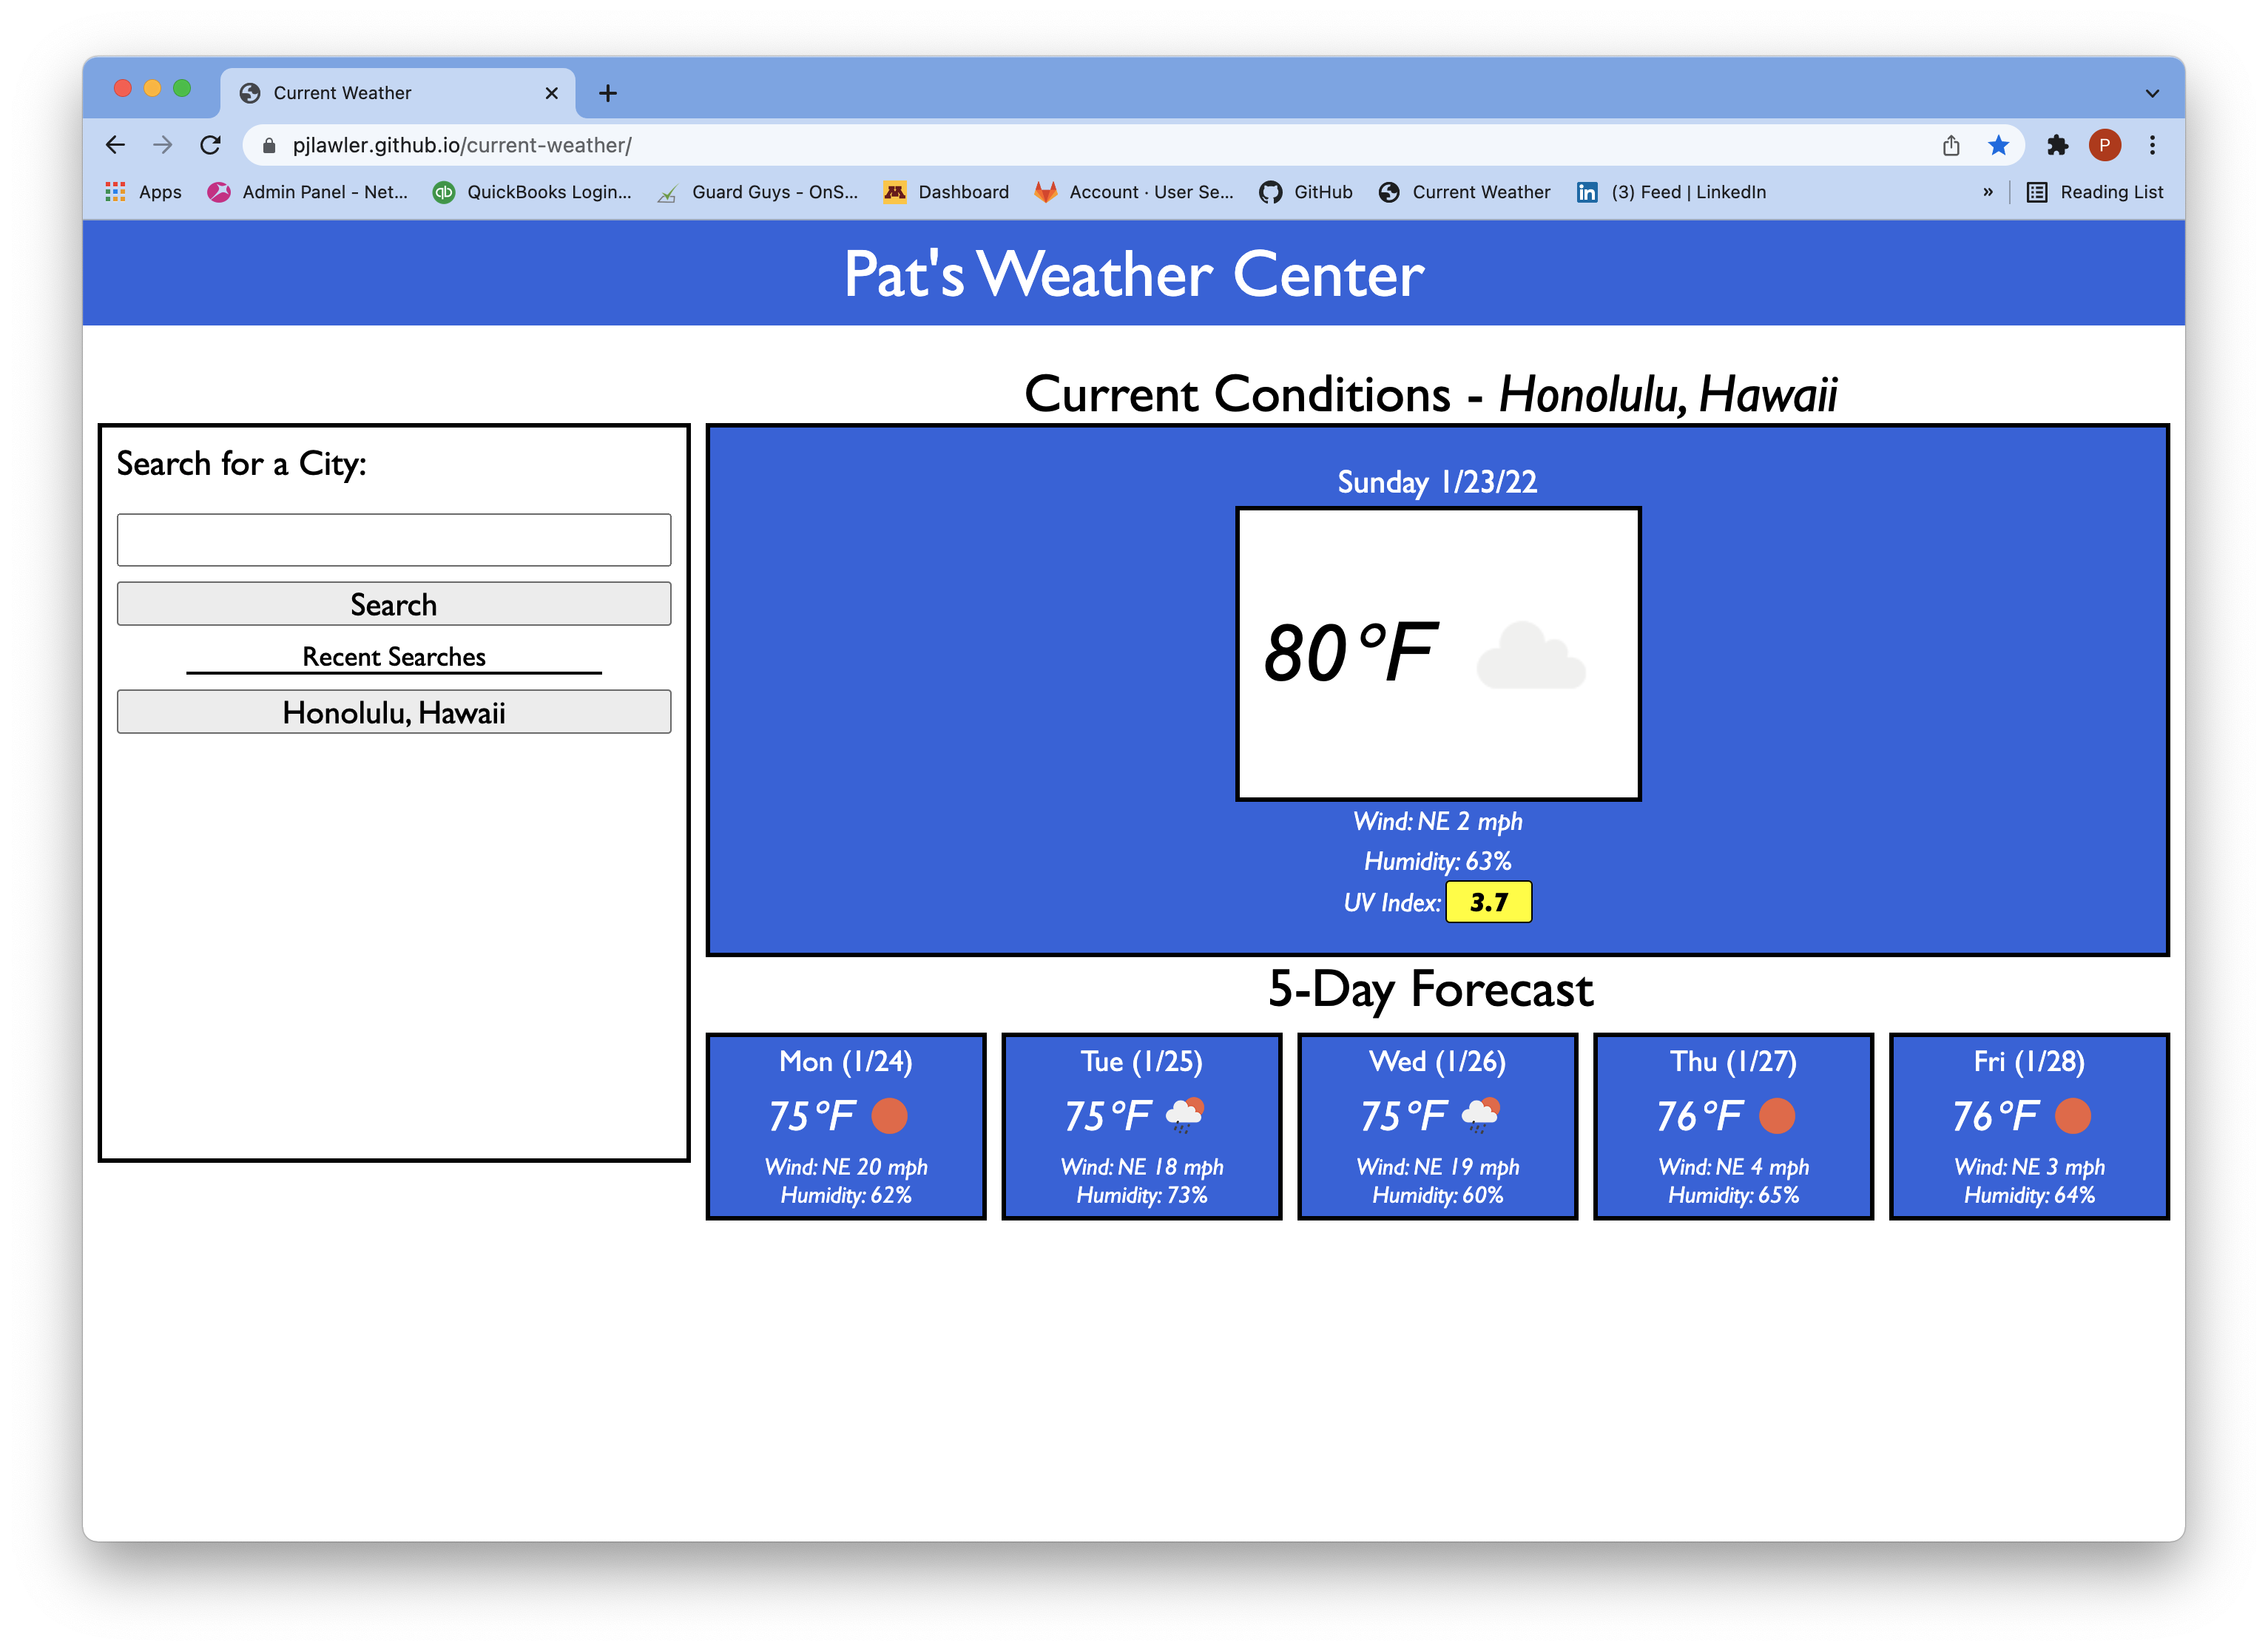 Current Weather
pjlawler.github.io/current-weather/
P
Apps
Admin Panel - Net...
qb
QuickBooks Login...
Guard Guys - OnS...
M
Dashboard
Account · User Se...
GitHub
Current Weather
in
(3) Feed | LinkedIn
»
Reading List
Pat's Weather Center
Current Conditions - Honolulu, Hawaii
Search for a City:
Search
Recent Searches
Honolulu, Hawaii
Sunday 1/23/22
80°F
Wind: NE 2 mph
Humidity: 63%
UV Index: 3.7
5-Day Forecast
Mon (1/24)
75°F
Wind: NE 20 mph
Humidity: 62%
Tue (1/25)
75°F
Wind: NE 18 mph
Humidity: 73%
Wed (1/26)
75°F
Wind: NE 19 mph
Humidity: 60%
Thu (1/27)
76°F
Wind: NE 4 mph
Humidity: 65%
Fri (1/28)
76°F
Wind: NE 3 mph
Humidity: 64%